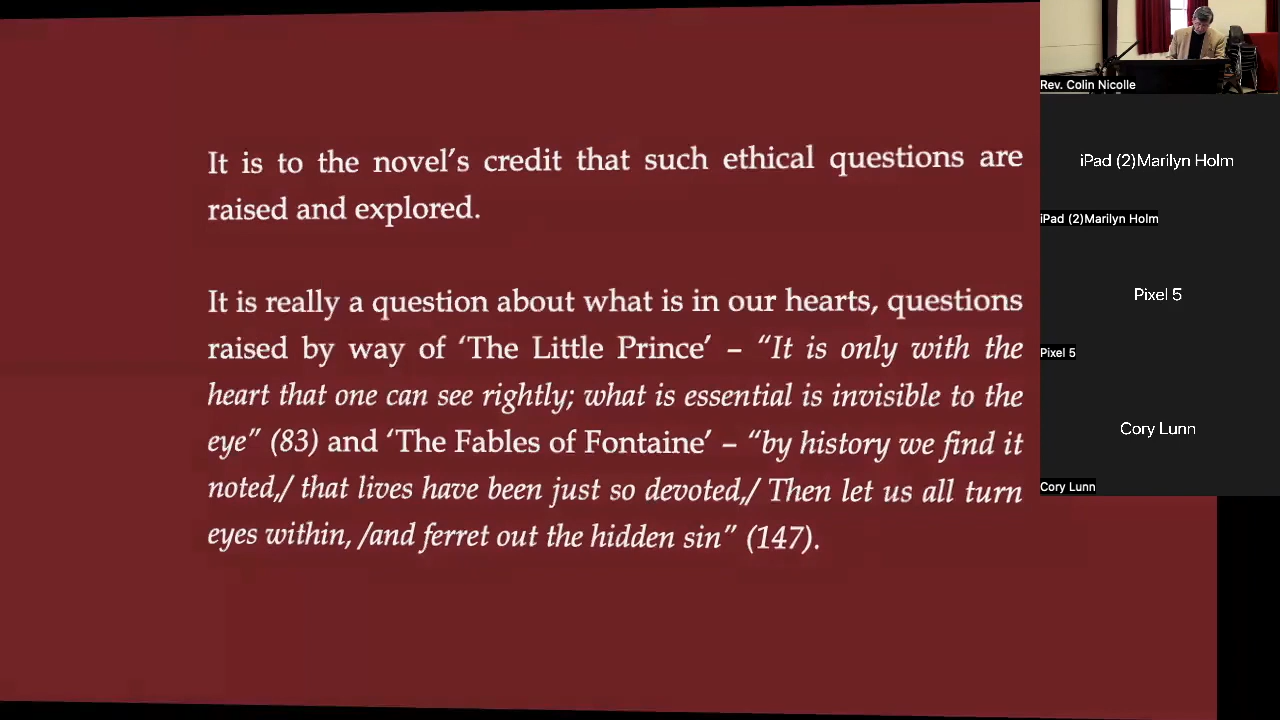 It is to the novel's credit that such ethical questions are
raised and explored.
It is really a question about what is in our hearts, questions
raised by way of 'The Little Prince' – "It is only with the
heart that one can see rightly; what is essential is invisible to the
eye" (83) and 'The Fables of Fontaine' – "by history we find it
noted,/ that lives have been just so devoted,/ Then let us all turn
eyes within, /and ferret out the hidden sin" (147).
Rev. Colin Nicolle
iPad (2)Marilyn Holm
iPad (2)Marilyn Holm
Pixel 5
Pixel 5
Cory Lunn
Cory Lunn